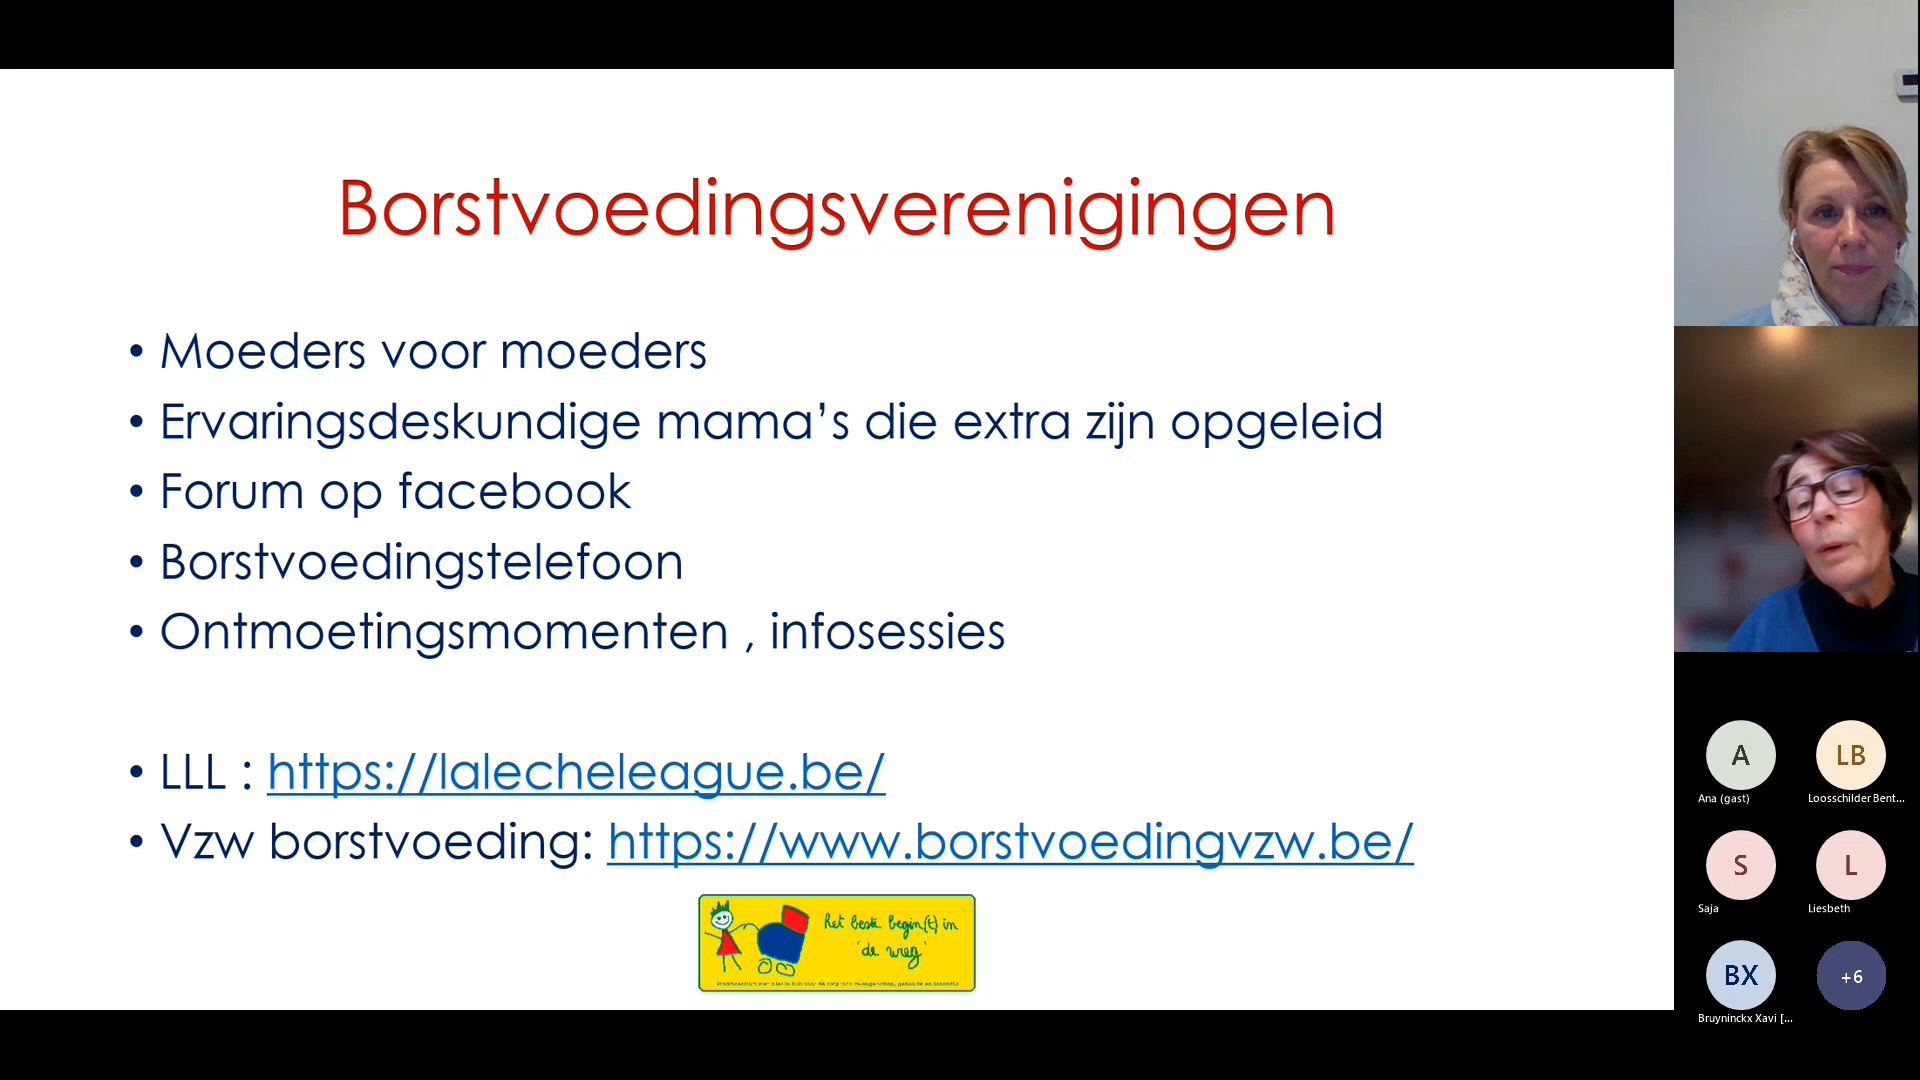 Borstvoedingsverenigingen
• Moeders voor moeders
• Ervaringsdeskundige mama’s die extra zijn opgeleid
• Forum op facebook
• Borstvoedingstelefoon
• Ontmoetingsmomenten , infosessies
• LLL : https://lalecheleague.be/
• Vzw borstvoeding: https://www.borstvoedingvzw.be/
Het beste begin(t) in
'de wieg'
A
Ana (gast)
LB
Loosschilder Bent...
S
Saja
L
Liesbeth
BX
Bruyninckx Xavi [...
+6